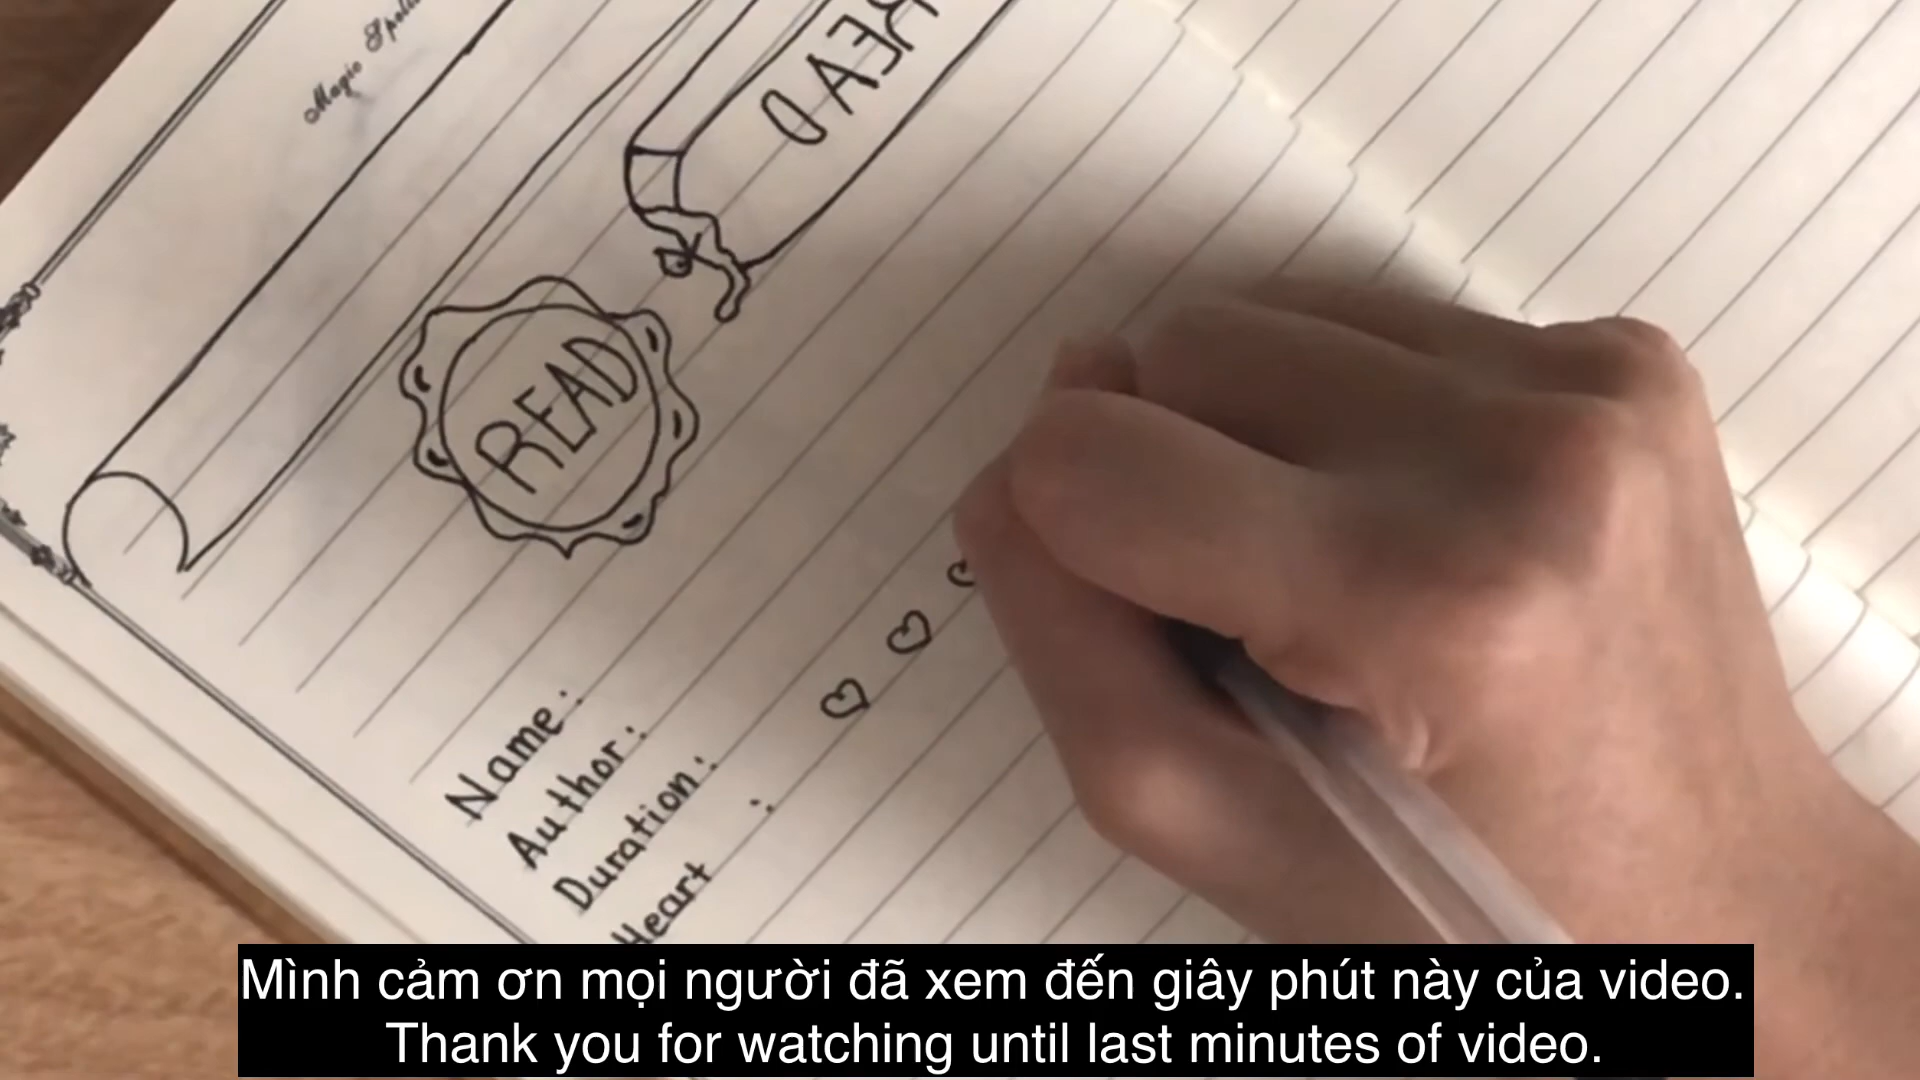 Magic Spell
READ
READ
Name :
Author :
Duration :
Heart :
Mình cảm ơn mọi người đã xem đến giây phút này của video.
Thank you for watching until last minutes of video.